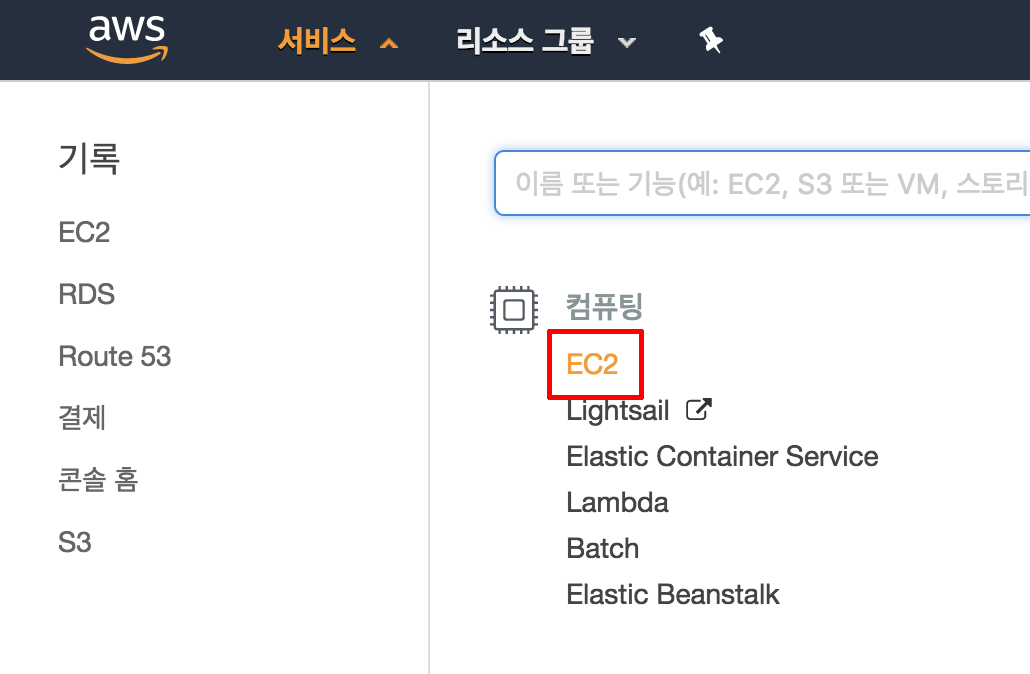 aws 서비스 리소스 그룹
기록
EC2
RDS
Route 53
결제
콘솔 홈
S3
이름 또는 기능(예: EC2, S3 또는 VM, 스토리
컴퓨팅
EC2
Lightsail
Elastic Container Service
Lambda
Batch
Elastic Beanstalk